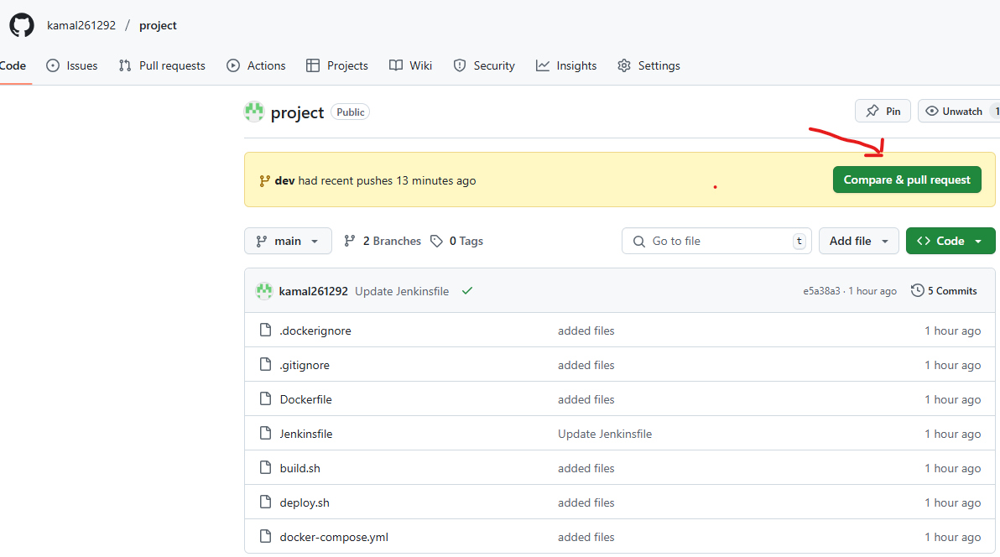 kamal261292 / project
Code Issues Pull requests Actions Projects Wiki Security Insights Settings
project Public Pin Unwatch 1
dev had recent pushes 13 minutes ago Compare & pull request
main 2 Branches 0 Tags Go to file t Add file <> Code
kamal261292 Update Jenkinsfile e5a38a3 · 1 hour ago 5 Commits
.dockerignore added files 1 hour ago
.gitignore added files 1 hour ago
Dockerfile added files 1 hour ago
Jenkinsfile Update Jenkinsfile 1 hour ago
build.sh added files 1 hour ago
deploy.sh added files 1 hour ago
docker-compose.yml added files 1 hour ago